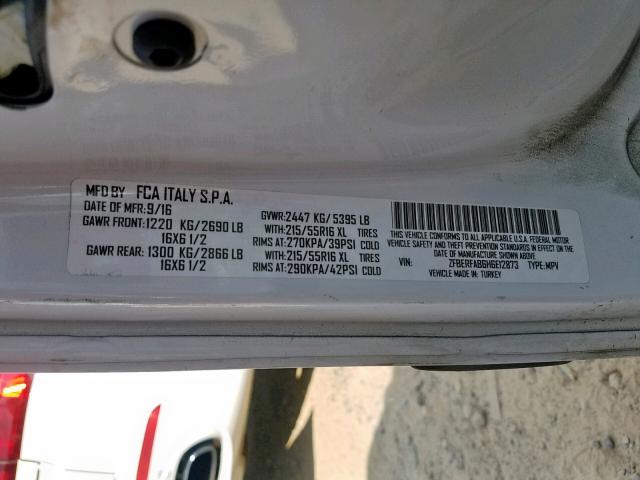 MFD BY FCA ITALY S.P.A.
DATE OF MFR:9/16
GAWR FRONT:1220 KG/2690 LB
16X6 1/2
GAWR REAR: 1300 KG/2866 LB
16X6 1/2
GVWR:2447 KG/5395 LB
WITH:215/55R16 XL TIRES
RIMS AT:270KPA/39PSI COLD
WITH:215/55R16 XL TIRES
RIMS AT:290KPA/42PSI COLD
THIS VEHICLE CONFORMS TO ALL APPLICABLE U.S.A. FEDERAL MOTOR
VEHICLE SAFETY, BUMPER, AND THEFT PREVENTION STANDARDS IN EFFECT ON THE
DATE OF MANUFACTURE SHOWN ABOVE
VIN: ZFBERFAB6H6E12873 TYPE:MPV
VEHICLE MADE IN: TURKEY